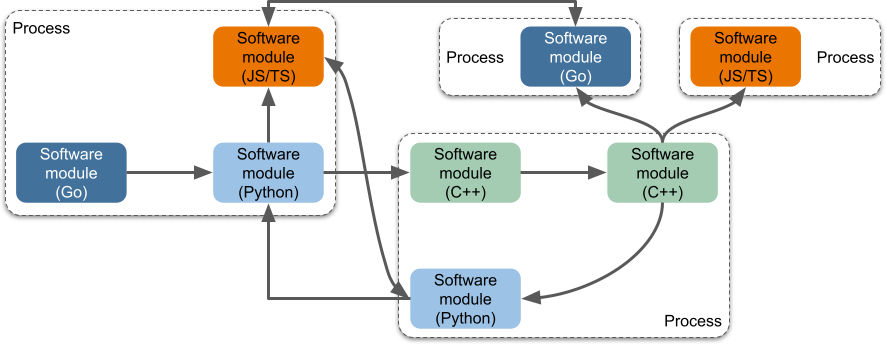 Process
Software
module
(JS/TS)
Software
module
(Go)
Software
module
(Python)
Process
Software
module
(Go)
Software
module
(JS/TS)
Process
Software
module
(C++)
Software
module
(C++)
Software
module
(Python)
Process